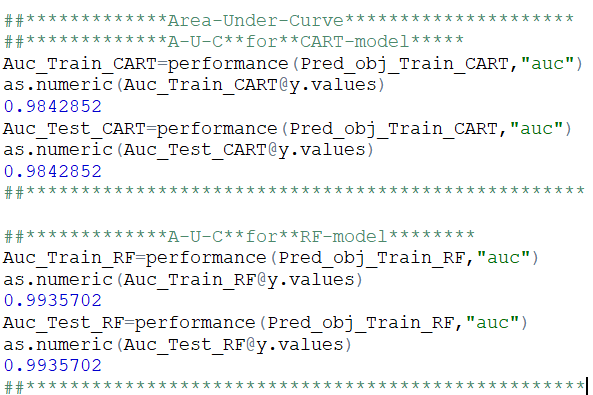 ##*************Area-Under-Curve*********************
##*************A-U-C**for**CART-model*****
Auc_Train_CART=performance(Pred_obj_Train_CART,"auc")
as.numeric(Auc_Train_CART@y.values)
0.9842852
Auc_Test_CART=performance(Pred_obj_Train_CART,"auc")
as.numeric(Auc_Test_CART@y.values)
0.9842852
##***************************************************
##*************A-U-C**for**RF-model********
Auc_Train_RF=performance(Pred_obj_Train_RF,"auc")
as.numeric(Auc_Train_RF@y.values)
0.9935702
Auc_Test_RF=performance(Pred_obj_Train_RF,"auc")
as.numeric(Auc_Test_RF@y.values)
0.9935702
##***************************************************